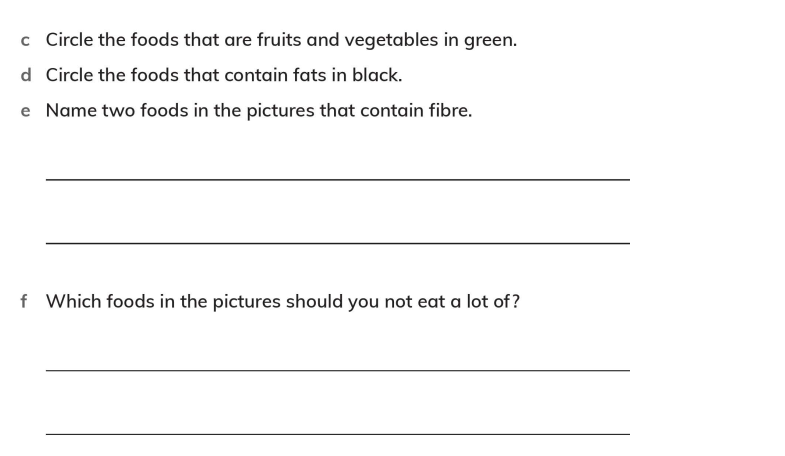 c Circle the foods that are fruits and vegetables in green.
d Circle the foods that contain fats in black.
e Name two foods in the pictures that contain fibre.
f Which foods in the pictures should you not eat a lot of?